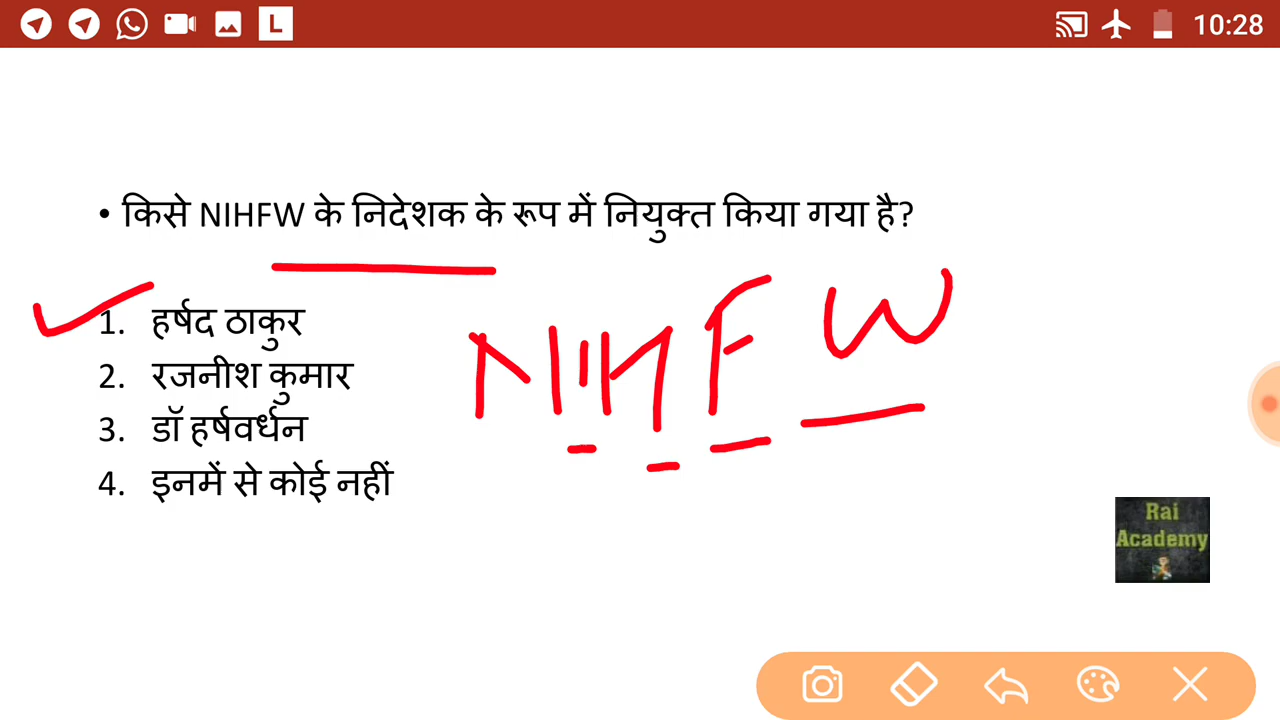 L 10:28
• किसे NIHFW के निदेशक के रूप में नियुक्त किया गया है?
1. हर्षद ठाकुर
NIHFW
2. रजनीश कुमार
3. डॉ हर्षवर्धन
4. इनमें से कोई नहीं
Rai
Academy